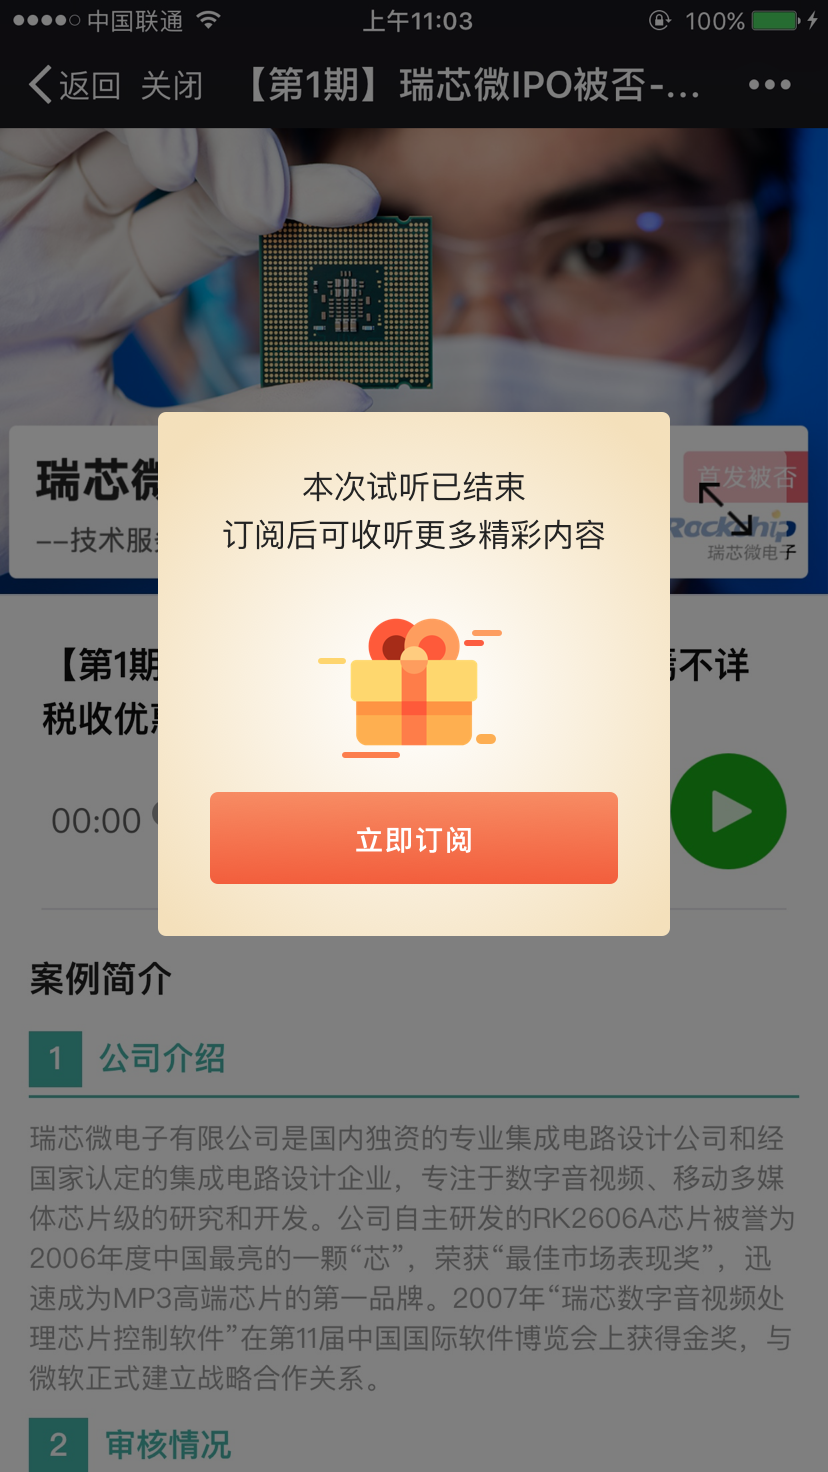 中国联通 上午11:03 100%
返回 关闭 【第1期】瑞芯微IPO被否-...
瑞芯微
首发被否
--技术服
Rockchip
瑞芯微电子
本次试听已结束
订阅后可收听更多精彩内容
立即订阅
【第1期 不详
税收优
00:00
案例简介
1 公司介绍
瑞芯微电子有限公司是国内独资的专业集成电路设计公司和经
国家认定的集成电路设计企业，专注于数字音视频、移动多媒
体芯片级的研究和开发。公司自主研发的RK2606A芯片被誉为
2006年度中国最亮的一颗“芯”，荣获“最佳市场表现奖”，迅
速成为MP3高端芯片的第一品牌。2007年“瑞芯数字音视频处
理芯片控制软件”在第11届中国国际软件博览会上获得金奖，与
微软正式建立战略合作关系。
2 审核情况